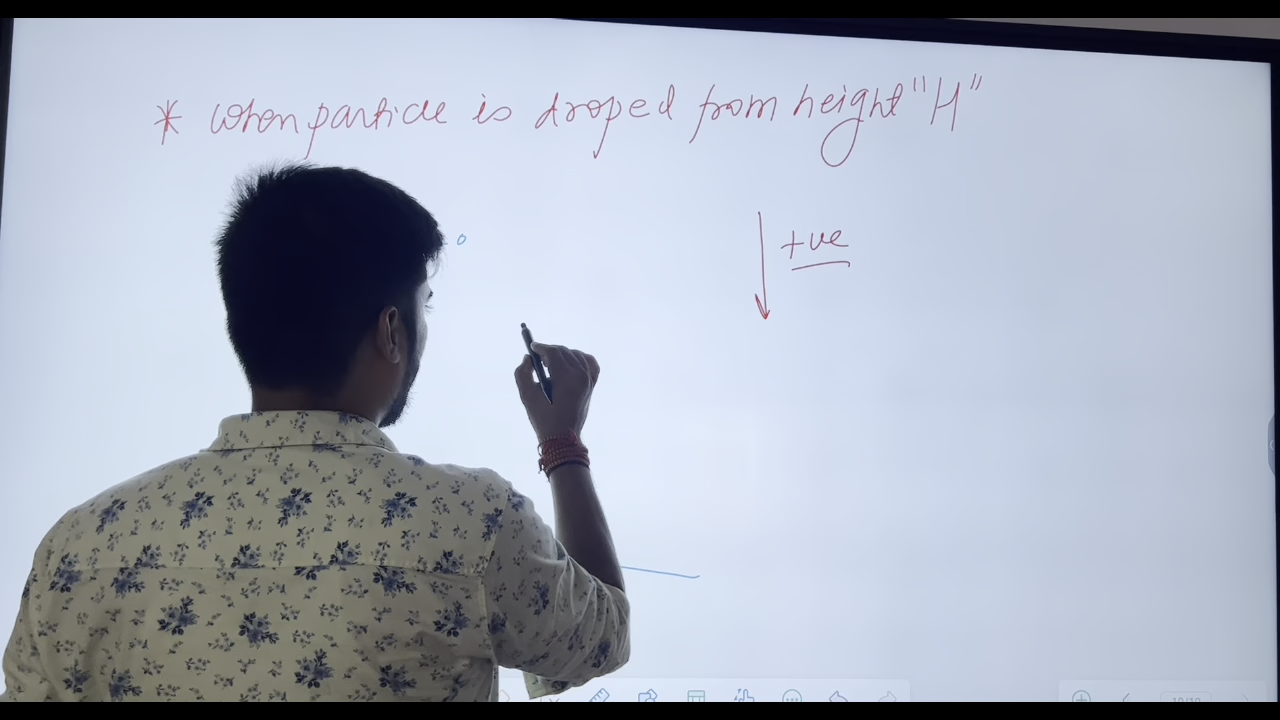 * when particle is droped from height "H"
+ve